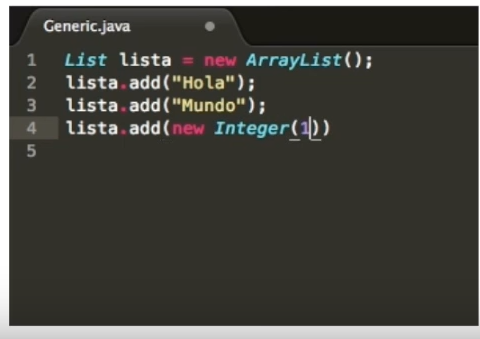 Generic.java
1 List lista = new ArrayList();
2 lista.add("Hola");
3 lista.add("Mundo");
4 lista.add(new Integer(1))
5